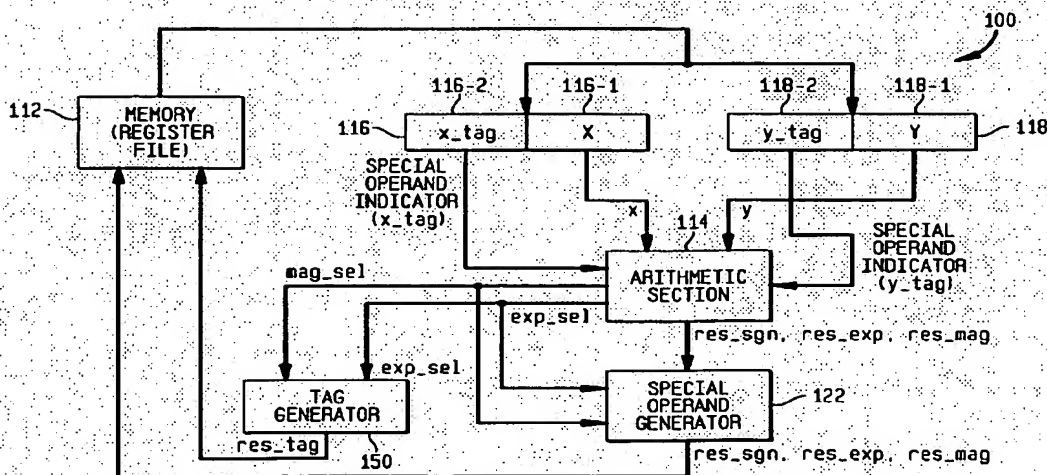 100
116-2
116-1
118-2
118-1
112
MEMORY
(REGISTER
FILE)
116
x_tag
X
y_tag
Y
118
SPECIAL
OPERAND
INDICATOR
(x_tag)
x
y
114
SPECIAL
OPERAND
INDICATOR
(y_tag)
ARITHMETIC
SECTION
mag_sel
exp_sel
res_sgn, res_exp, res_mag
exp_sel
TAG
GENERATOR
SPECIAL
OPERAND
GENERATOR
122
res_tag
150
res_sgn, res_exp, res_mag